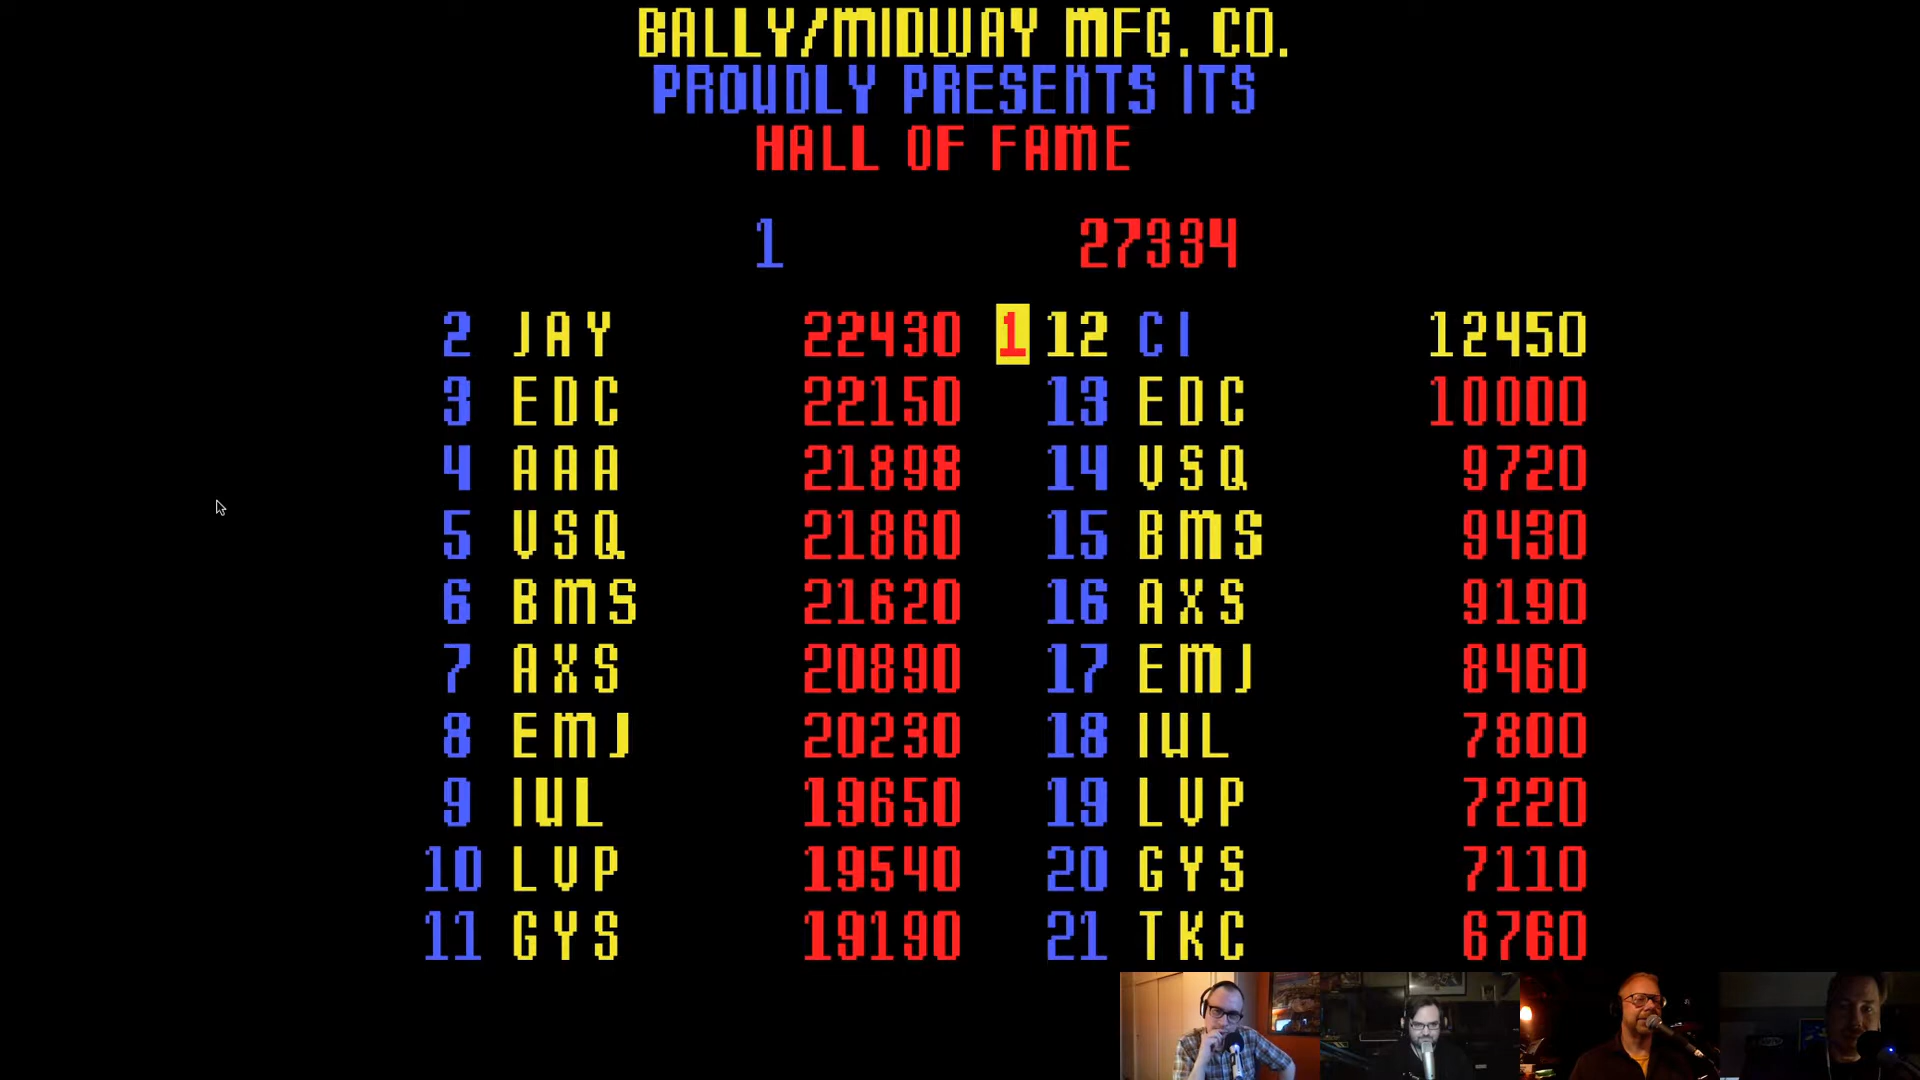 BALLY/MIDWAY MFG. CO.
PROUDLY PRESENTS ITS
HALL OF FAME
1 27334
2 JAY 22430 1 12 CI 12450
3 EDC 22150 13 EDC 10000
4 AAA 21898 14 VSQ 9720
5 VSQ 21860 15 BMS 9430
6 BMS 21620 16 AXS 9190
7 AXS 20890 17 EMJ 8460
8 EMJ 20230 18 IWL 7800
9 IWL 19650 19 LVP 7220
10 LVP 19540 20 GYS 7110
11 GYS 19190 21 TKC 6760